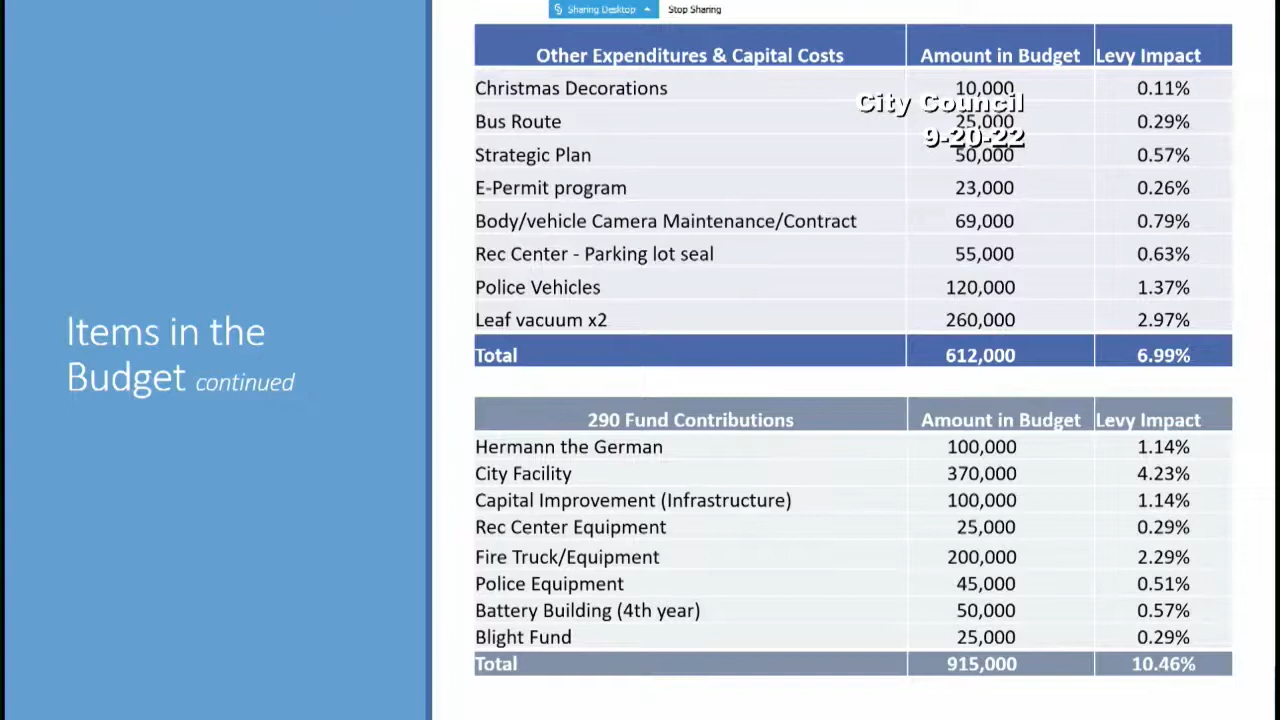 Sharing Desktop Stop Sharing
Other Expenditures & Capital Costs Amount in Budget Levy Impact
Christmas Decorations 10,000 0.11%
City Council
Bus Route 25,000 0.29%
9-20-22
Strategic Plan 50,000 0.57%
E-Permit program 23,000 0.26%
Body/vehicle Camera Maintenance/Contract 69,000 0.79%
Rec Center - Parking lot seal 55,000 0.63%
Police Vehicles 120,000 1.37%
Leaf vacuum x2 260,000 2.97%
Total 612,000 6.99%
Items in the
Budget continued
290 Fund Contributions Amount in Budget Levy Impact
Hermann the German 100,000 1.14%
City Facility 370,000 4.23%
Capital Improvement (Infrastructure) 100,000 1.14%
Rec Center Equipment 25,000 0.29%
Fire Truck/Equipment 200,000 2.29%
Police Equipment 45,000 0.51%
Battery Building (4th year) 50,000 0.57%
Blight Fund 25,000 0.29%
Total 915,000 10.46%